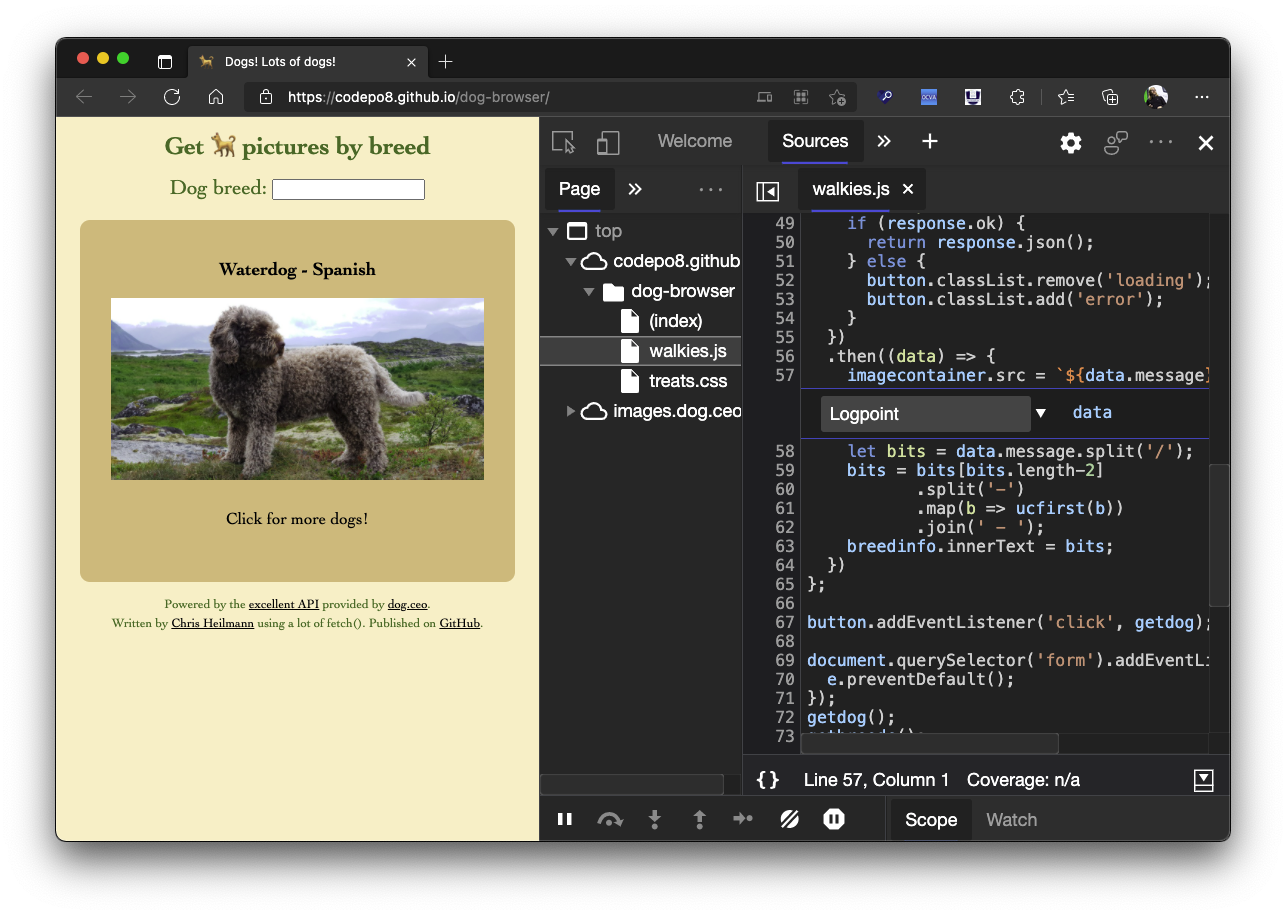 Dogs! Lots of dogs!
https://codepo8.github.io/dog-browser/
OCVA
Get 🐕 pictures by breed
Dog breed:
Waterdog - Spanish
Click for more dogs!
Powered by the excellent API provided by dog.ceo.
Written by Chris Heilmann using a lot of fetch(). Published on GitHub.
Welcome
Sources
Page
top
codepo8.github
dog-browser
(index)
walkies.js
treats.css
images.dog.ceo
walkies.js
49 if (response.ok) {
50 return response.json();
51 } else {
52 button.classList.remove('loading');
53 button.classList.add('error');
54 }
55 })
56 .then((data) => {
57 imagecontainer.src = `${data.message}
Logpoint data
58 let bits = data.message.split('/');
59 bits = bits[bits.length-2]
60 .split('-')
61 .map(b => ucfirst(b))
62 .join(' - ');
63 breedinfo.innerText = bits;
64 })
65 };
66
67 button.addEventListener('click', getdog);
68
69 document.querySelector('form').addEventLi
70 e.preventDefault();
71 });
72 getdog();
73
{} Line 57, Column 1 Coverage: n/a
Scope Watch